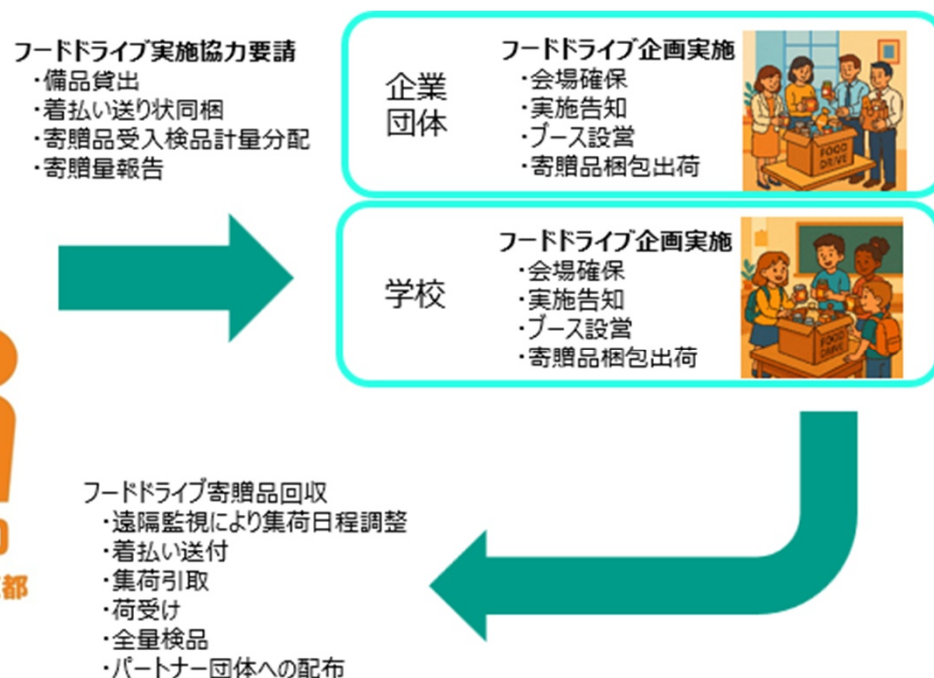 フードドライブ実施協力要請
・備品貸出
・着払い送り状同梱
・寄贈品受入検品計量分配
・寄贈量報告
企業
団体
フードドライブ企画実施
・会場確保
・実施告知
・ブース設営
・寄贈品梱包出荷
FOOD
DRIVE
学校
フードドライブ企画実施
・会場確保
・実施告知
・ブース設営
・寄贈品梱包出荷
FOOD
DRIVE
都
フードドライブ寄贈品回収
・遠隔監視により集荷日程調整
・着払い送付
・集荷引取
・荷受け
・全量検品
・パートナー団体への配布